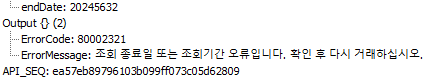 endDate: 20245632
Output {} (2)
ErrorCode: 80002321
ErrorMessage: 조회 종료일 또는 조회기간 오류입니다. 확인 후 다시 거래하십시오.
API_SEQ: ea57eb89796103b099ff073c05d62809